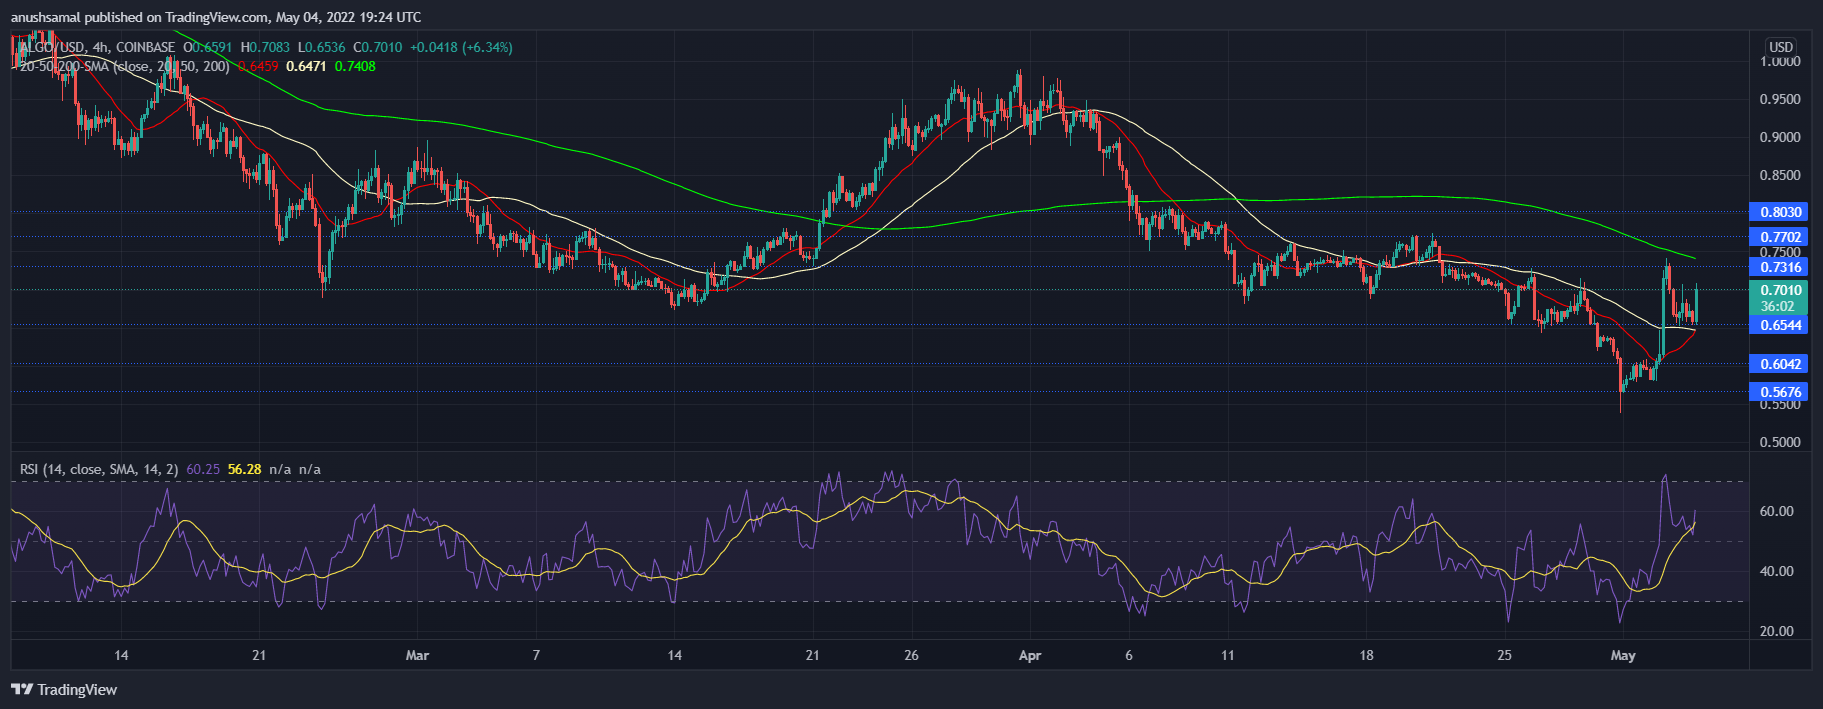 anushsamal published on TradingView.com, May 04, 2022 19:24 UTC
ALGO/USD, 4h, COINBASE O0.6591 H0.7083 L0.6536 C0.7010 +0.0418 (+6.34%)
20-50-200-SMA (close, 20, 50, 200) 0.6459 0.6471 0.7408
USD
1.0000
0.9500
0.9000
0.8500
0.8030
0.7702
0.7500
0.7316
0.7010
36:02
0.6544
0.6042
0.5676
0.5500
0.5000
RSI (14, close, SMA, 14, 2) 60.25 56.28 n/a n/a
60.00
40.00
20.00
14 21 Mar 7 14 21 26 Apr 6 11 18 25 May
TradingView